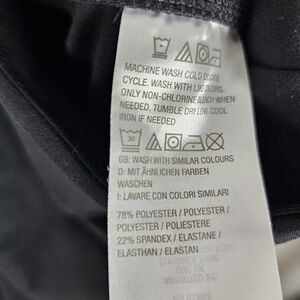 MACHINE WASH COLD GENTLE
CYCLE. WASH WITH LIKE COLORS.
ONLY NON-CHLORINE BLEACH WHEN
NEEDED. TUMBLE DRY LOW. COOL
IRON IF NEEDED
30
GB: WASH WITH SIMILAR COLOURS
D: MIT ÄHNLICHEN FARBEN
WASCHEN
I: LAVARE CON COLORI SIMILARI
78% POLYESTER / POLYESTER /
POLYESTER / POLIESTERE
22% SPANDEX / ELASTANE /
ELASTHAN / ELASTAN